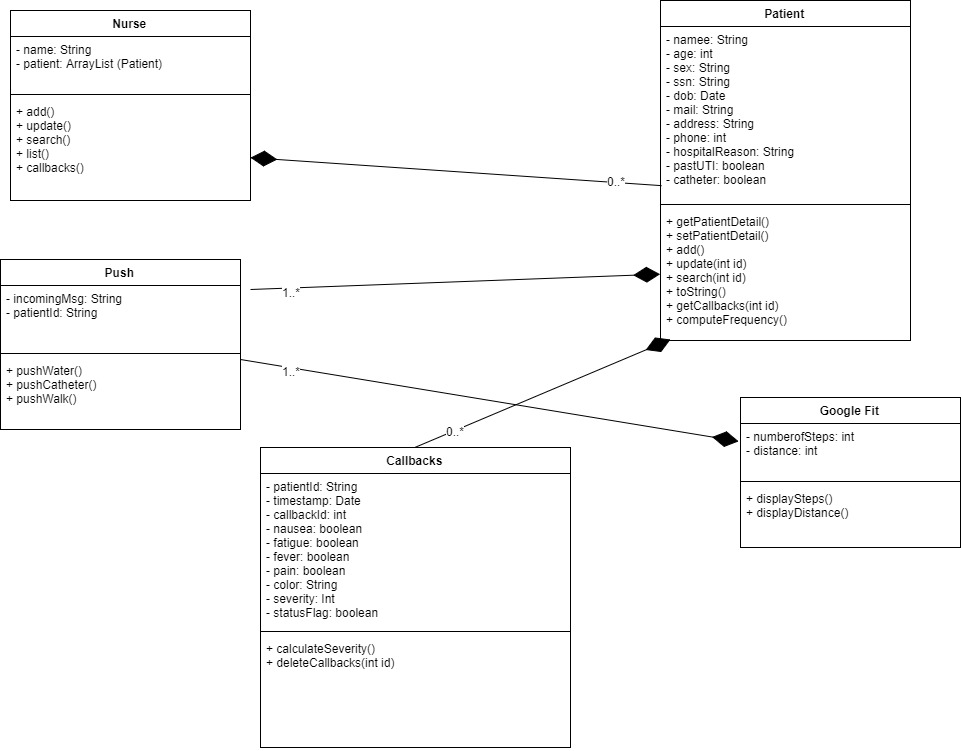 Nurse
- name: String
- patient: ArrayList (Patient)
+ add()
+ update()
+ search()
+ list()
+ callbacks()
Patient
- namee: String
- age: int
- sex: String
- ssn: String
- dob: Date
- mail: String
- address: String
- phone: int
- hospitalReason: String
- pastUTI: boolean
- catheter: boolean
+ getPatientDetail()
+ setPatientDetail()
+ add()
+ update(int id)
+ search(int id)
+ toString()
+ getCallbacks(int id)
+ computeFrequency()
0..*
Push
- incomingMsg: String
- patientId: String
+ pushWater()
+ pushCatheter()
+ pushWalk()
1..*
1..*
0..*
Google Fit
- numberofSteps: int
- distance: int
+ displaySteps()
+ displayDistance()
Callbacks
- patientId: String
- timestamp: Date
- callbackId: int
- nausea: boolean
- fatigue: boolean
- fever: boolean
- pain: boolean
- color: String
- severity: Int
- statusFlag: boolean
+ calculateSeverity()
+ deleteCallbacks(int id)